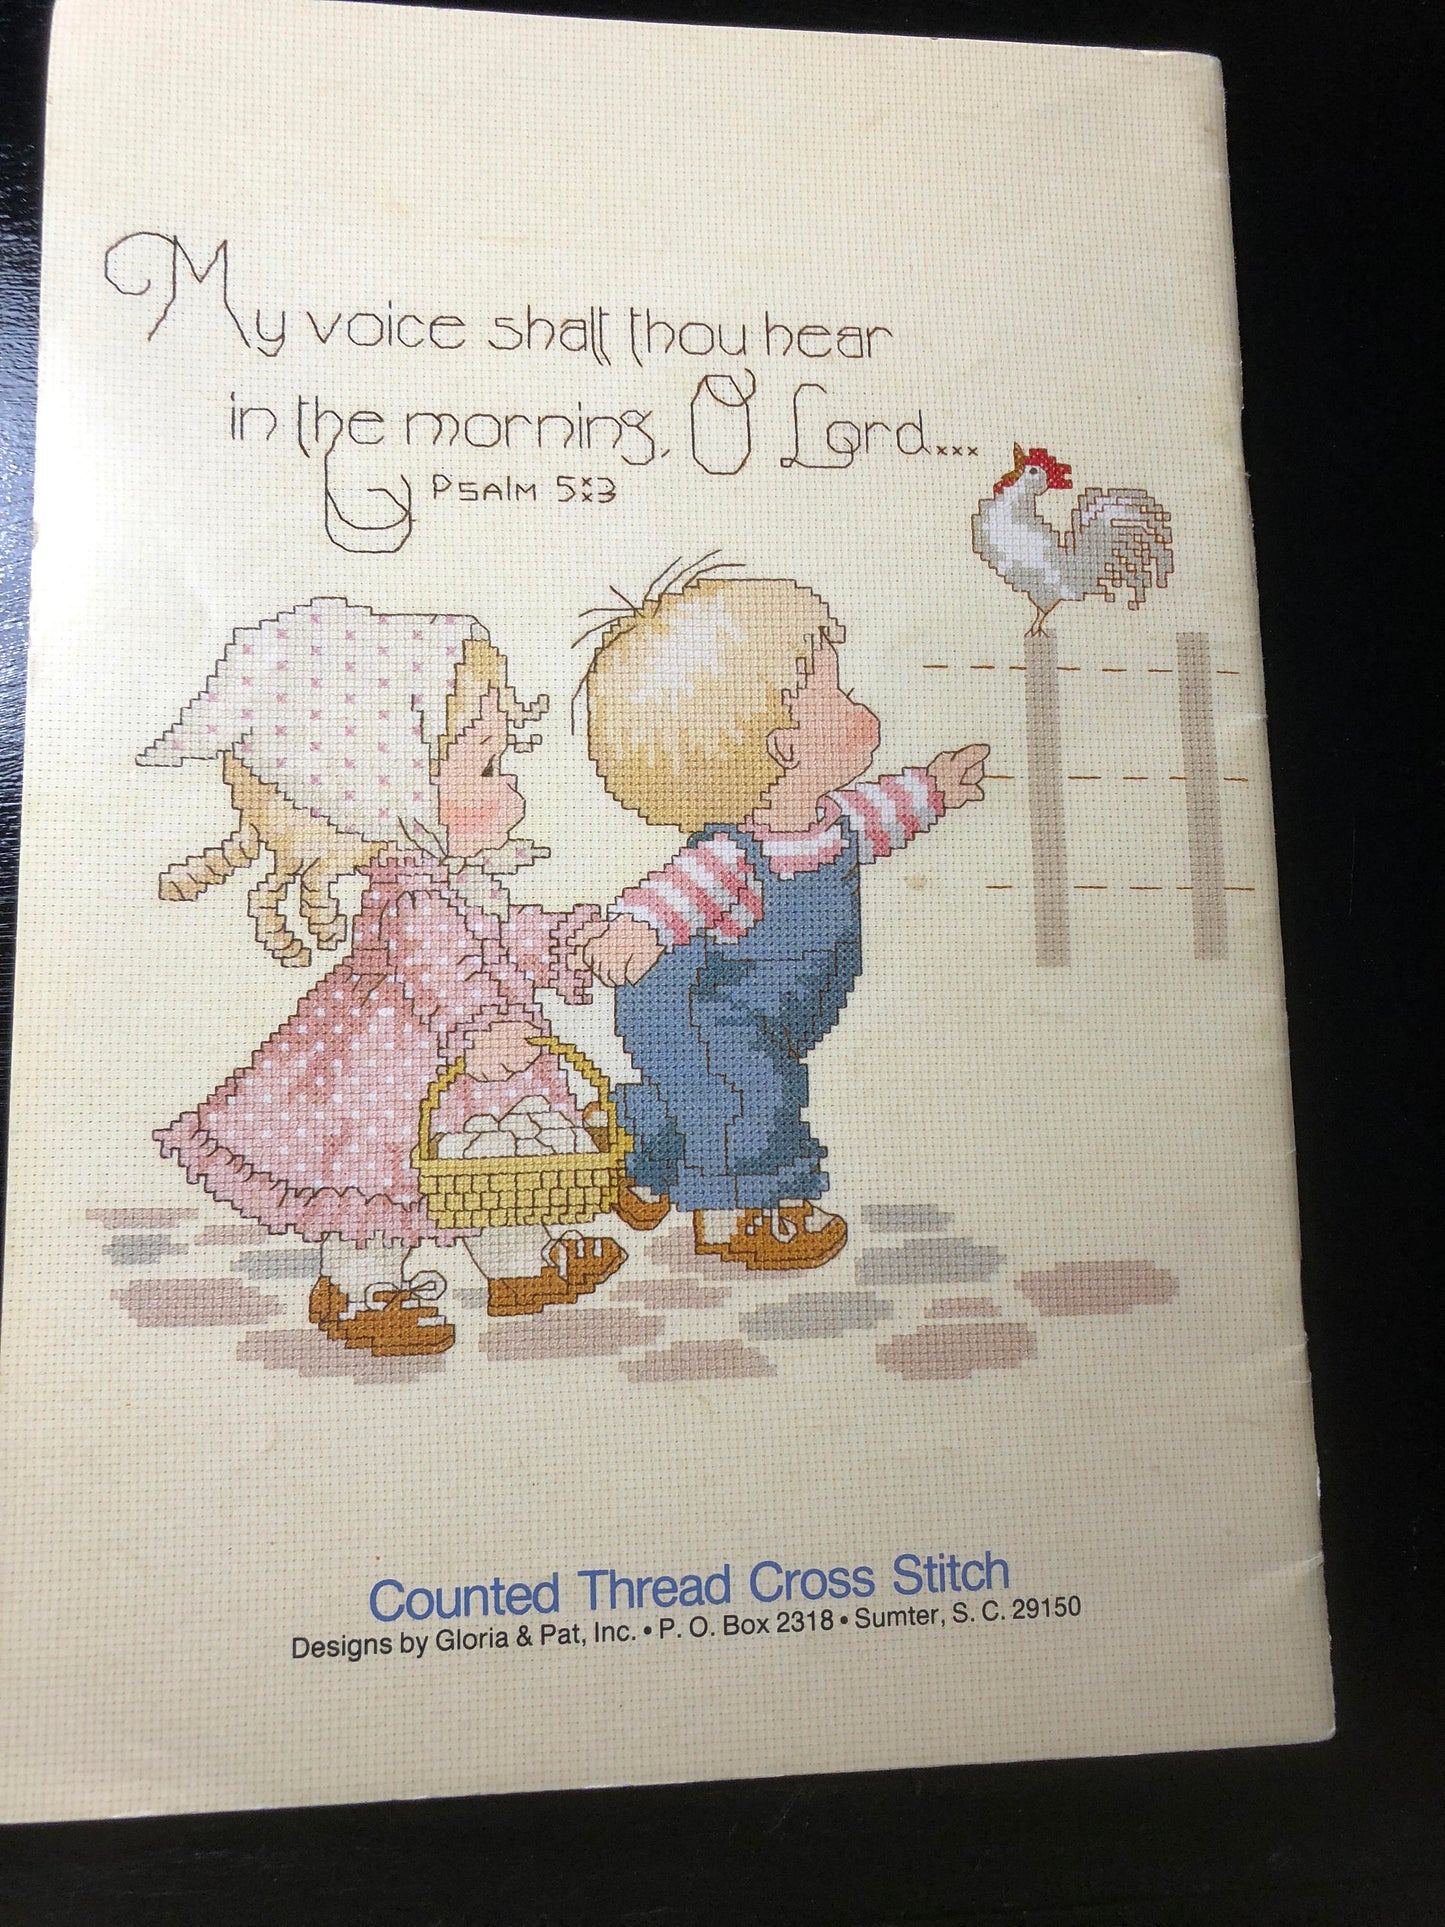 My voice shalt thou hear
in the morning, O Lord...
Psalm 5:3
Counted Thread Cross Stitch
Designs by Gloria & Pat, Inc. • P. O. Box 2318 • Sumter, S. C. 29150